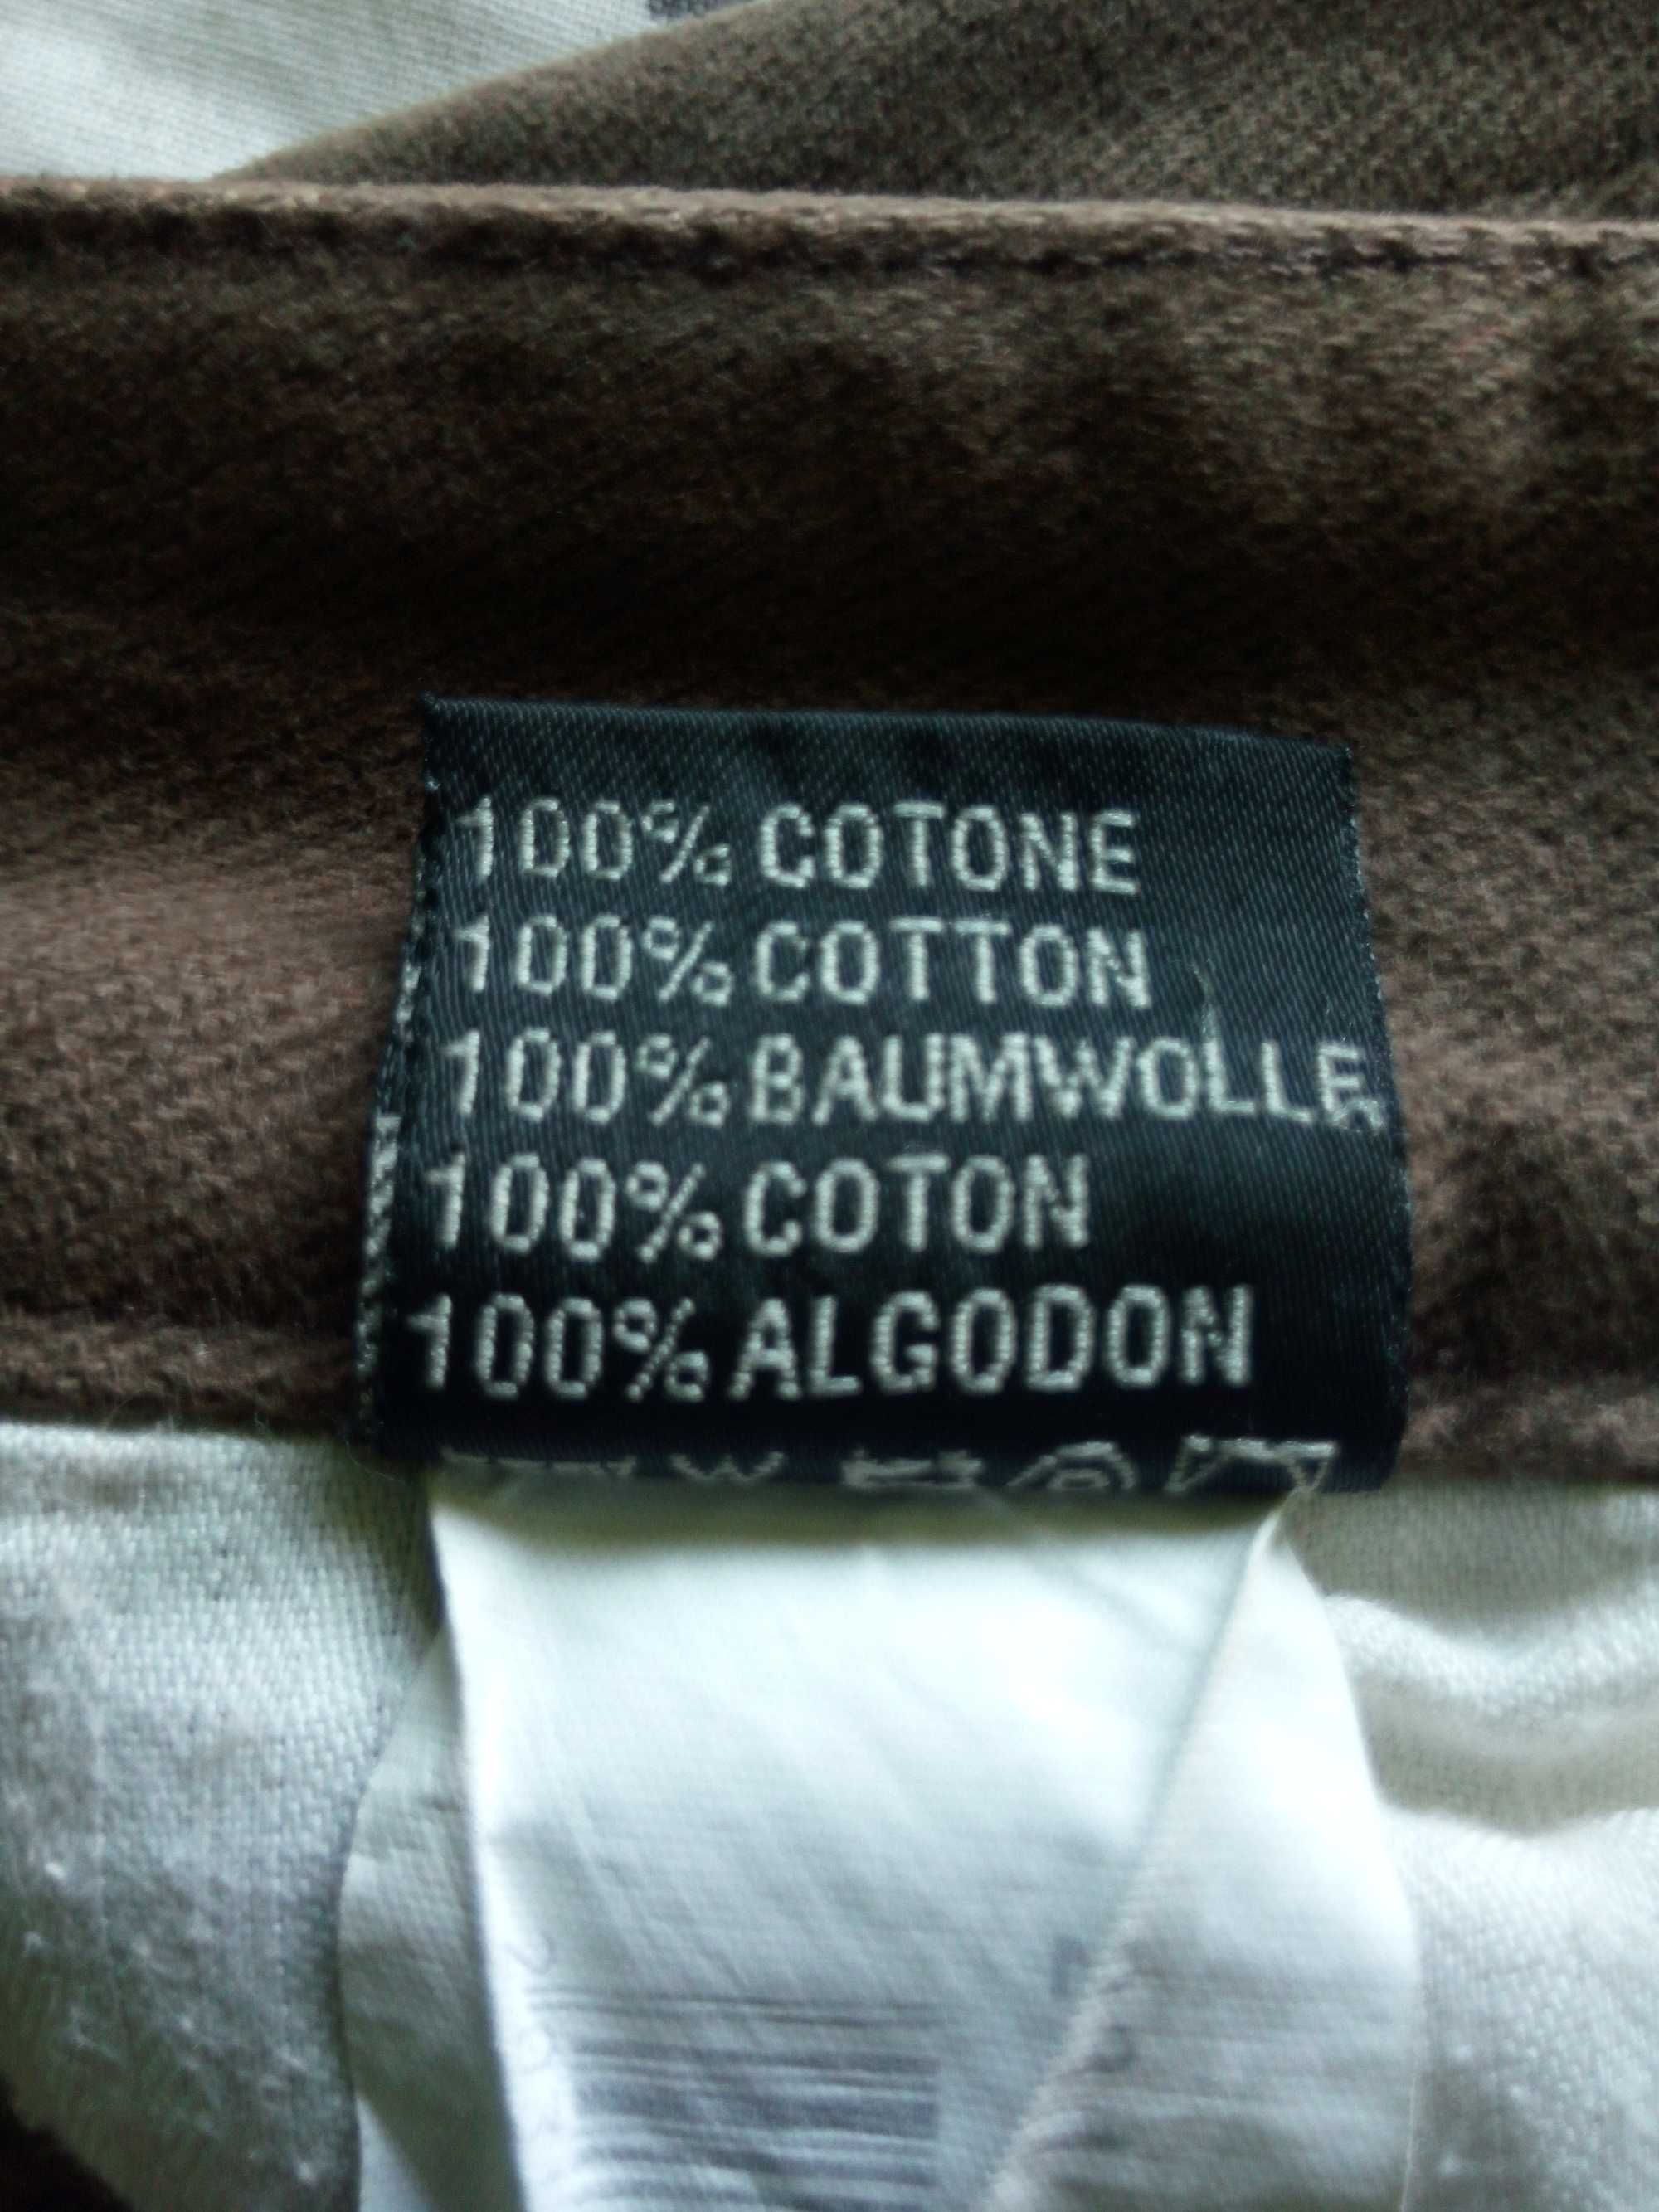 100% COTONE
100% COTTON
100% BAUMWOLLE
100% COTON
100% ALGODON